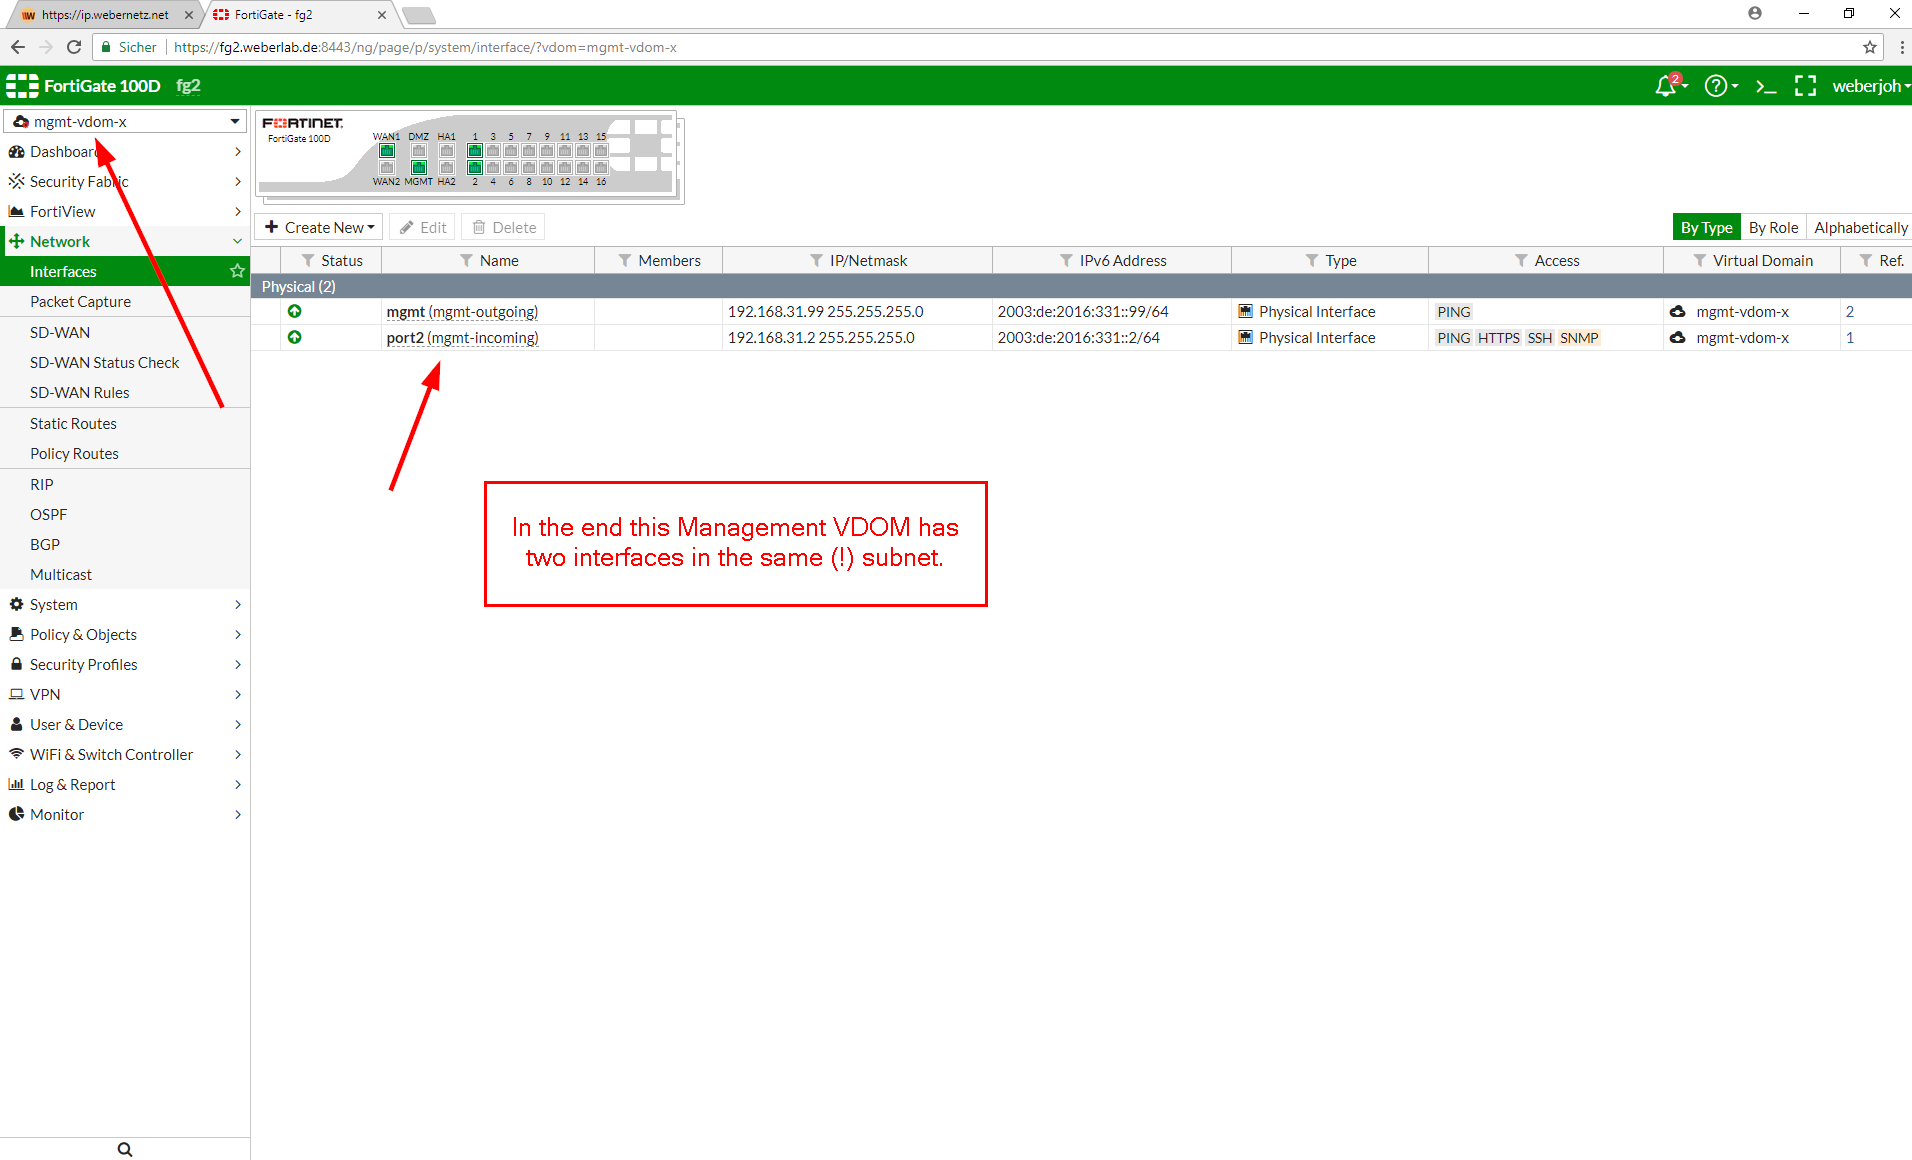 https://ip.webernetz.net
FortiGate - fg2
Sicher
https://fg2.weberlab.de:8443/ng/page/p/system/interface/?vdom=mgmt-vdom-x
FortiGate 100D fg2
2
weberjoh
mgmt-vdom-x
Dashboard
Security Fabric
FortiView
Network
Interfaces
Packet Capture
SD-WAN
SD-WAN Status Check
SD-WAN Rules
Static Routes
Policy Routes
RIP
OSPF
BGP
Multicast
System
Policy & Objects
Security Profiles
VPN
User & Device
WiFi & Switch Controller
Log & Report
Monitor
FORTINET
FortiGate 100D
WAN1 DMZ HA1 1 3 5 7 9 11 13 15
WAN2 MGMT HA2 2 4 6 8 10 12 14 16
Create New Edit Delete
By Type By Role Alphabetically
Status Name Members IP/Netmask IPv6 Address Type Access Virtual Domain Ref.
Physical (2)
mgmt (mgmt-outgoing) 192.168.31.99 255.255.255.0 2003:de:2016:331::99/64 Physical Interface PING mgmt-vdom-x 2
port2 (mgmt-incoming) 192.168.31.2 255.255.255.0 2003:de:2016:331::2/64 Physical Interface PING HTTPS SSH SNMP mgmt-vdom-x 1
In the end this Management VDOM has
two interfaces in the same (!) subnet.